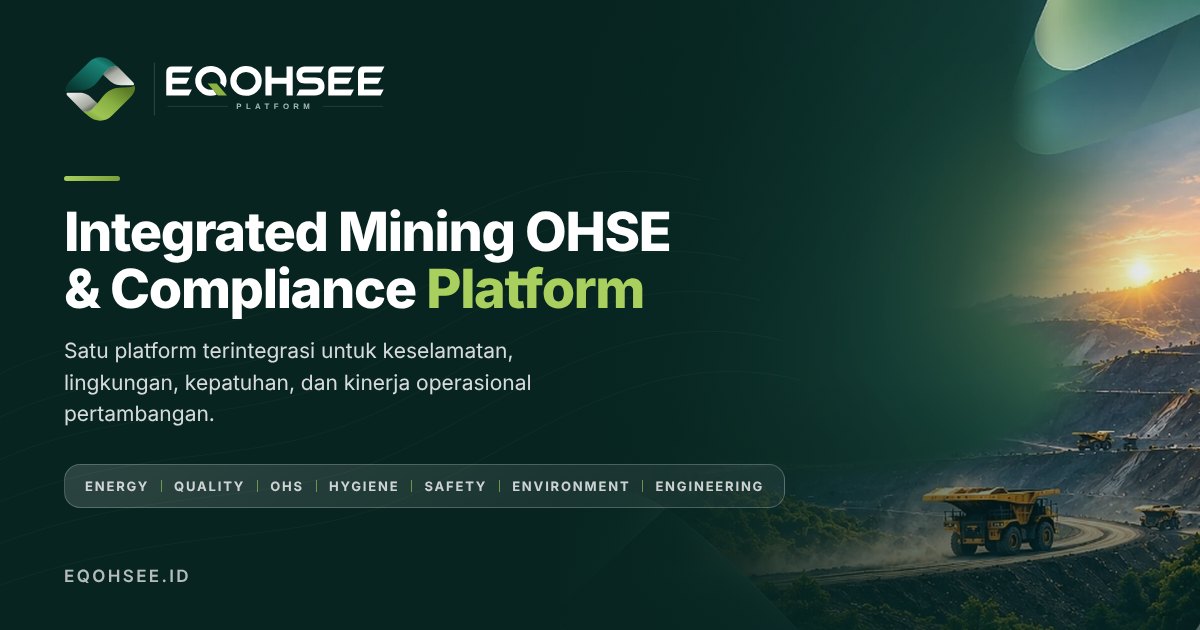 EQOHSEE
PLATFORM
Integrated Mining OHSE
& Compliance Platform
Satu platform terintegrasi untuk keselamatan,
lingkungan, kepatuhan, dan kinerja operasional
pertambangan.
ENERGY | QUALITY | OHS | HYGIENE | SAFETY | ENVIRONMENT | ENGINEERING
EQOHSEE.ID